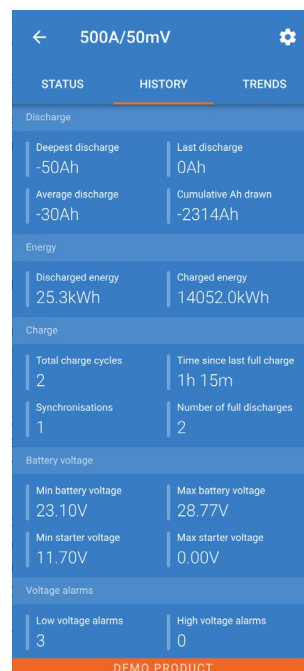 500A/50mV
STATUS HISTORY TRENDS
Discharge
Deepest discharge Last discharge
-50Ah 0Ah
Average discharge Cumulative Ah drawn
-30Ah -2314Ah
Energy
Discharged energy Charged energy
25.3kWh 14052.0kWh
Charge
Total charge cycles Time since last full charge
2 1h 15m
Synchronisations Number of full discharges
1 2
Battery voltage
Min battery voltage Max battery voltage
23.10V 28.77V
Min starter voltage Max starter voltage
11.70V 0.00V
Voltage alarms
Low voltage alarms High voltage alarms
3 0
DEMO PRODUCT